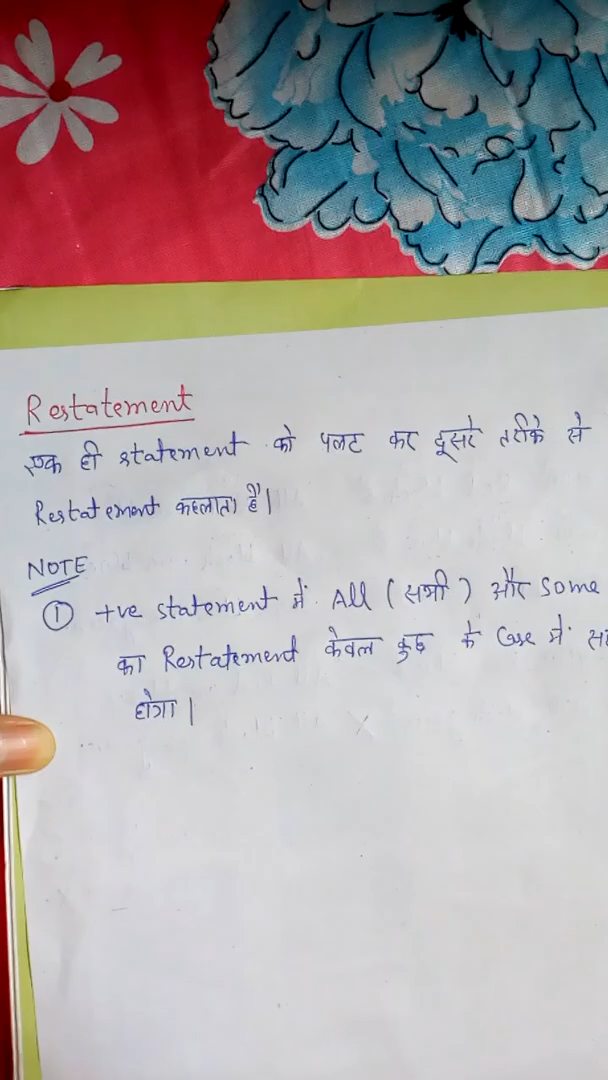 Restatement
एक ही statement को पलट कर दूसरे तरीके से
Restatement कहलाता है।
NOTE
① +ve statement में All (सभी) और some
का Restatement केवल कुछ के Case में
होगा।